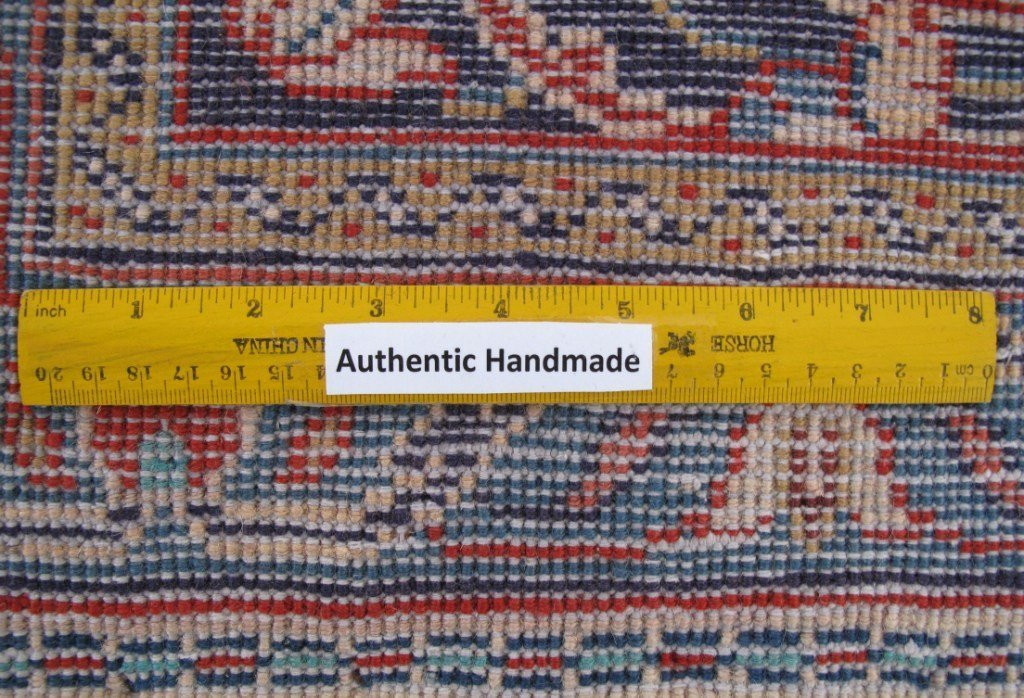 inch 1 2 3 4 5 6 7 8
IN CHINA HORSE
Authentic Handmade
20 19 18 17 16 15 14 7 6 5 4 3 2 1 cm 0